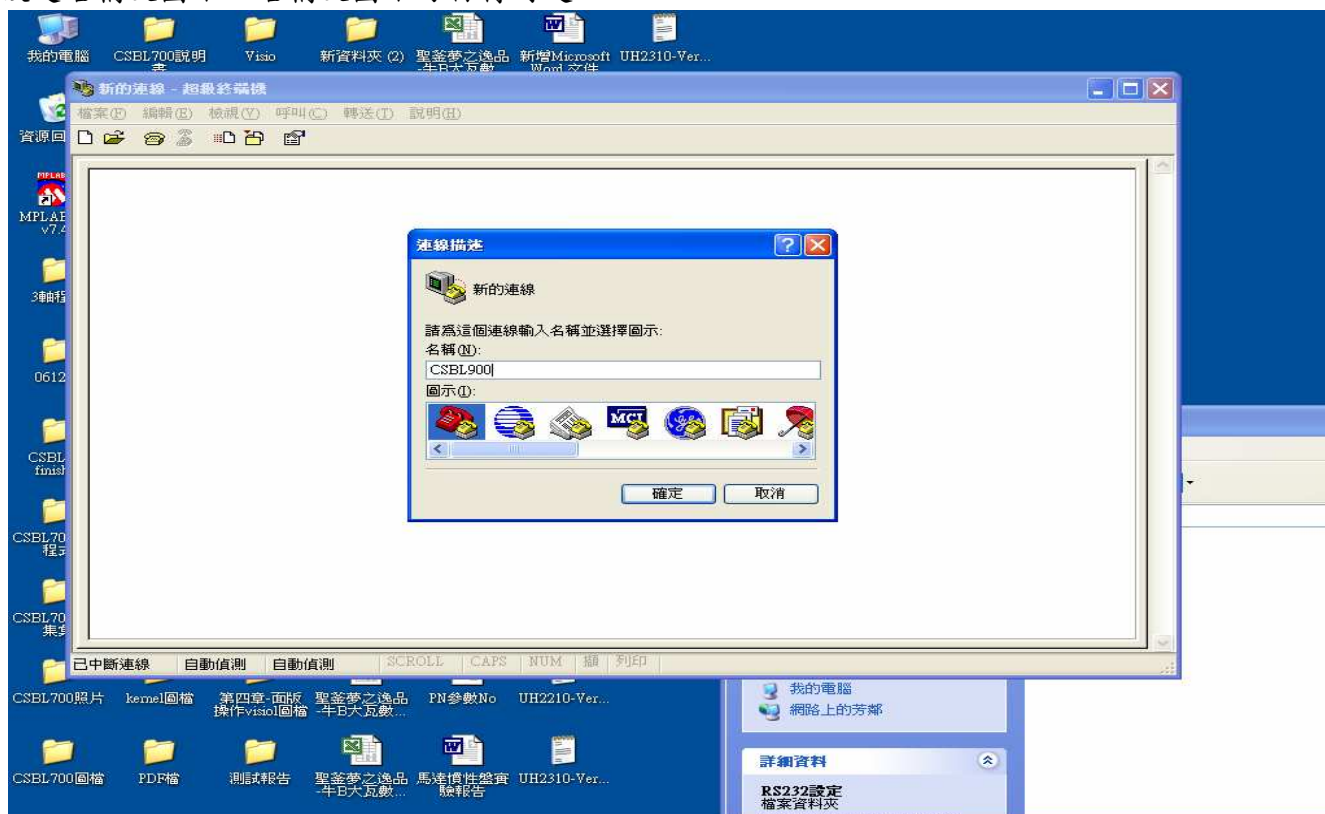 我的電腦 CSBL700說明書 Visio 新資料夾 (2) 聖荃夢之逸品-牛B大瓦數 新增Microsoft Word 文件 UH2310-Ver...
新的連線 - 超級終端機
檔案(F) 編輯(E) 檢視(V) 呼叫(C) 轉送(T) 說明(H)
資源回
MPLAB
v7.4
連線描述
新的連線
3軸程
請為這個連線輸入名稱並選擇圖示:
名稱(N):
CSBL900
0612
圖示(I):
MCI
CSBL
finish
確定 取消
CSBL70
程式
CSBL70
集
已中斷連線 自動偵測 自動偵測 SCROLL CAPS NUM 擷 列印
CSBL700照片 kernel圖檔 第四章-面版操作visio1圖檔 聖荃夢之逸品-牛B大瓦數... PN參數No UH2210-Ver...
我的電腦
網路上的芳鄰
CSBL700圖檔 PDF檔 測試報告 聖荃夢之逸品-牛B大瓦數... 馬達慣性盤實驗報告 UH2310-Ver...
詳細資料
RS232設定
檔案資料夾